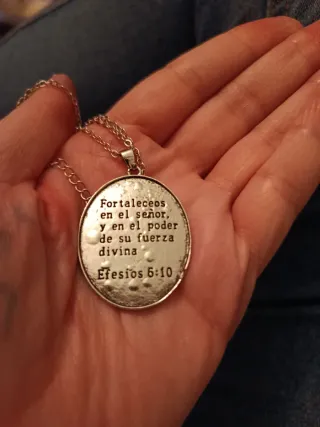 Fortaleceos
en el señor,
y en el poder
de su fuerza
divina
Efesios 6:10